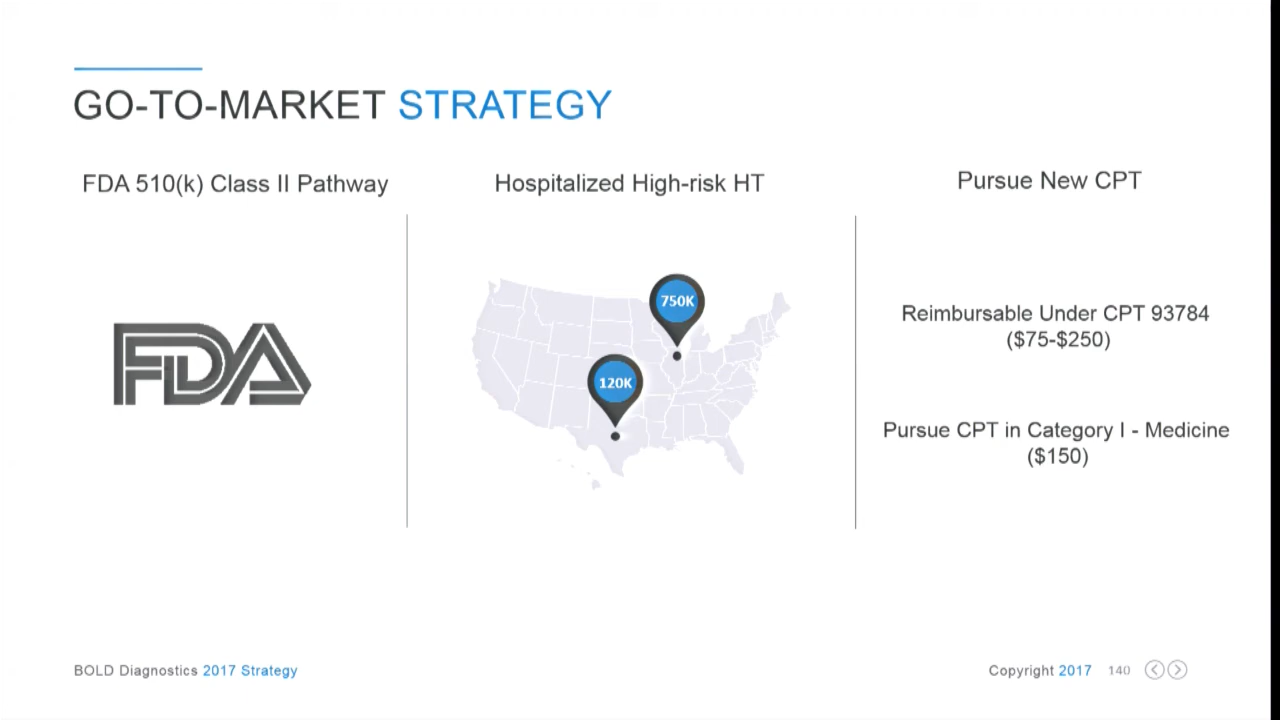 GO-TO-MARKET STRATEGY
FDA 510(k) Class II Pathway
FDA
Hospitalized High-risk HT
750K
120K
Pursue New CPT
Reimbursable Under CPT 93784
($75-$250)
Pursue CPT in Category I - Medicine
($150)
BOLD Diagnostics 2017 Strategy
Copyright 2017 140